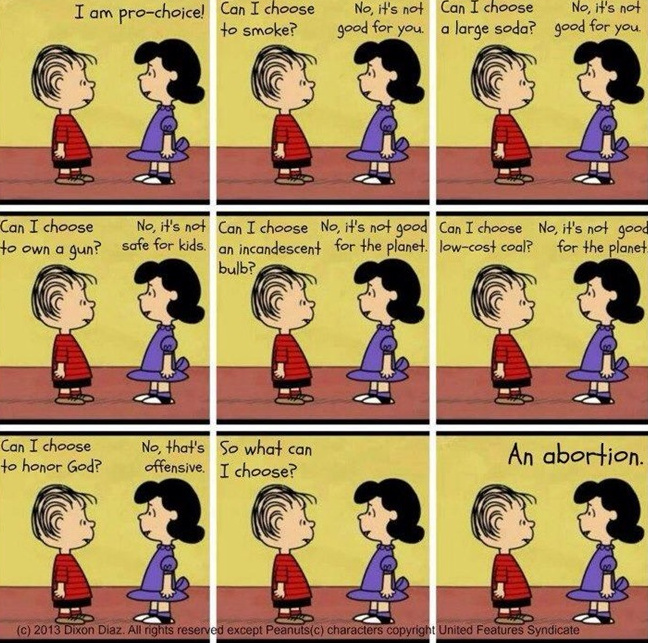 I am pro-choice!
Can I choose
to smoke?
No, it's not
good for you.
Can I choose
a large soda?
No, it's not
good for you.
Can I choose
to own a gun?
No, it's not
safe for kids.
Can I choose
an incandescent
bulb?
No, it's not good
for the planet.
Can I choose
low-cost coal?
No, it's not good
for the planet
Can I choose
to honor God?
No, that's
offensive.
So what can
I choose?
An abortion.
(c) 2013 Dixon Diaz. All rights reserved except Peanuts(c) characters copyright United Features Syndicate